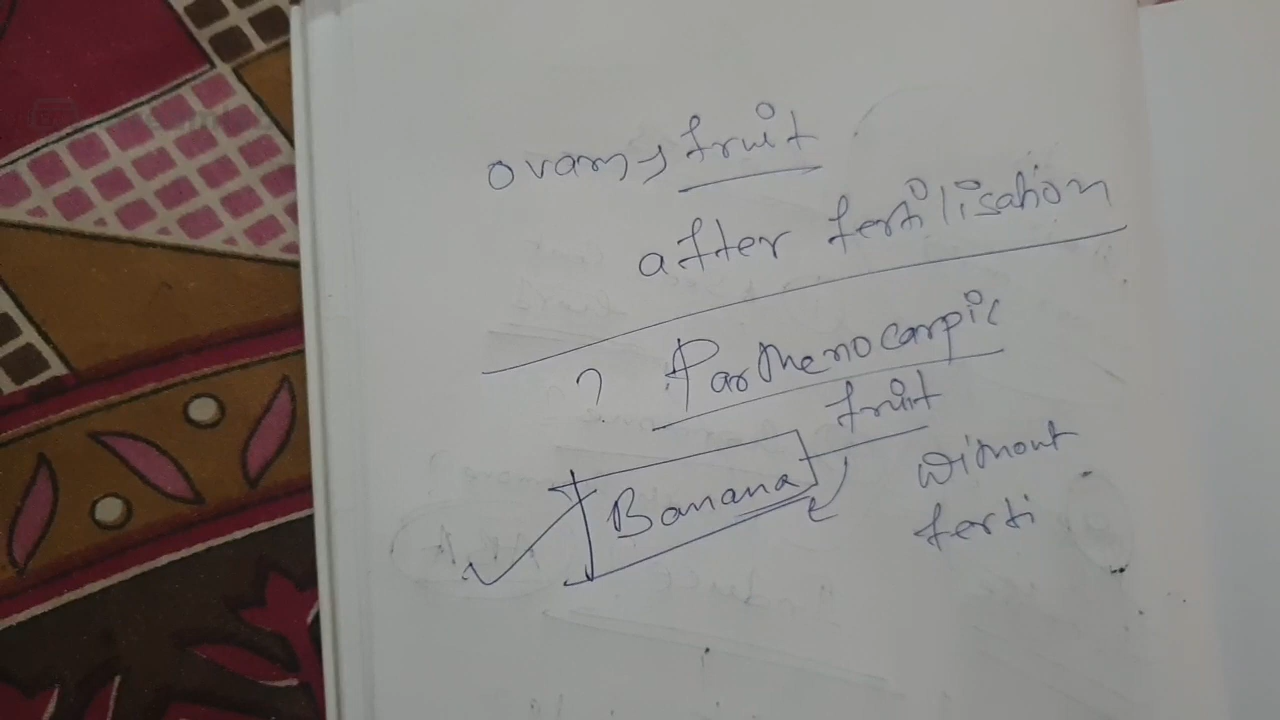 ovary → fruit
after fertilisation
? Parthenocarpic
fruit
Banana
without
ferti